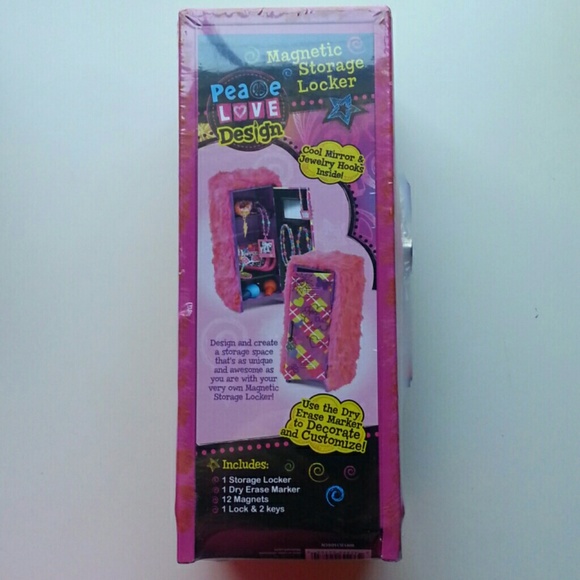 Magnetic
Storage
Locker
Peace
LOVE
Design
Cool Mirror &
Jewelry Hooks
Inside!
Design and create
a storage space
that's as unique
and awesome as
you are with your
very own Magnetic
Storage Locker!
Use the Dry
Erase Marker
to Decorate
and Customize!
Includes:
1 Storage Locker
1 Dry Erase Marker
12 Magnets
1 Lock & 2 keys